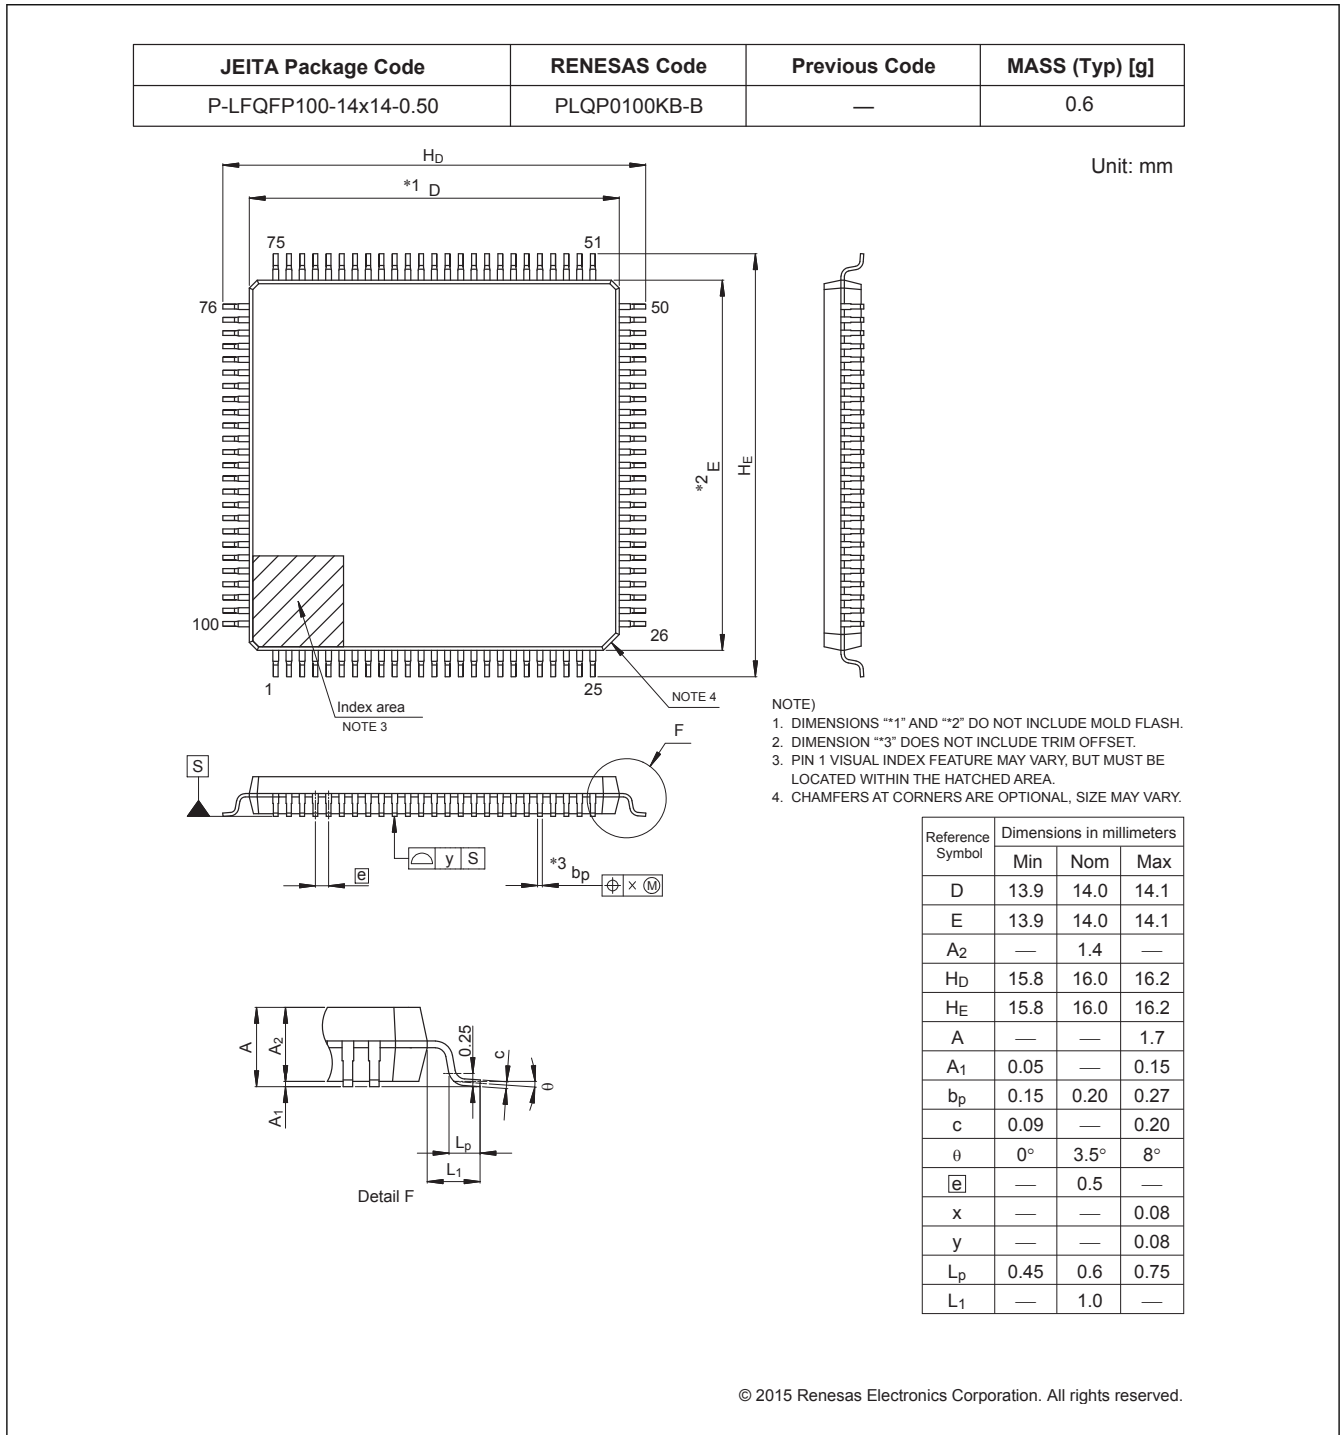 JEITA Package Code RENESAS Code Previous Code MASS (Typ) [g]
P-LFQFP100-14x14-0.50 PLQP0100KB-B — 0.6
Unit: mm
HD
*1 D
75 51
76 50
*2 E
HE
100 26
1 25
Index area
NOTE 3
NOTE 4
F
NOTE)
1. DIMENSIONS “*1” AND “*2” DO NOT INCLUDE MOLD FLASH.
2. DIMENSION “*3” DOES NOT INCLUDE TRIM OFFSET.
3. PIN 1 VISUAL INDEX FEATURE MAY VARY, BUT MUST BE
LOCATED WITHIN THE HATCHED AREA.
4. CHAMFERS AT CORNERS ARE OPTIONAL, SIZE MAY VARY.
S
y S
e
*3 bp
x M
A
A2
A1
0.25
c
θ
Lp
L1
Detail F
Reference Symbol Dimensions in millimeters
Min Nom Max
D 13.9 14.0 14.1
E 13.9 14.0 14.1
A2 — 1.4 —
HD 15.8 16.0 16.2
HE 15.8 16.0 16.2
A — — 1.7
A1 0.05 — 0.15
bp 0.15 0.20 0.27
c 0.09 — 0.20
θ 0° 3.5° 8°
e — 0.5 —
x — — 0.08
y — — 0.08
Lp 0.45 0.6 0.75
L1 — 1.0 —
© 2015 Renesas Electronics Corporation. All rights reserved.